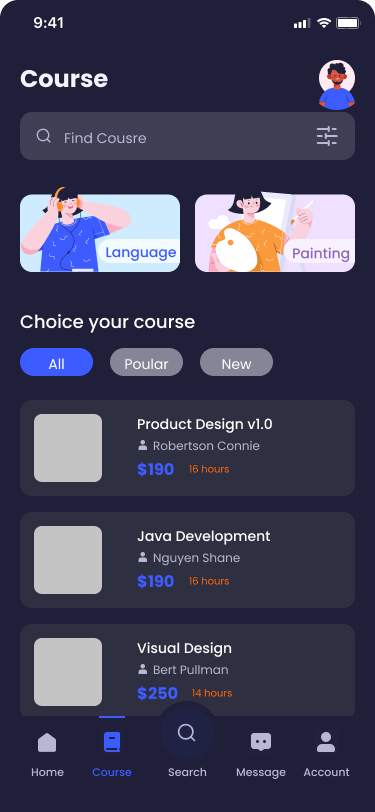 9:41
Course
Find Cousre
Language
Painting
Choice your course
All
Poular
New
Product Design v1.0
Robertson Connie
$190 16 hours
Java Development
Nguyen Shane
$190 16 hours
Visual Design
Bert Pullman
$250 14 hours
Home Course Search Message Account